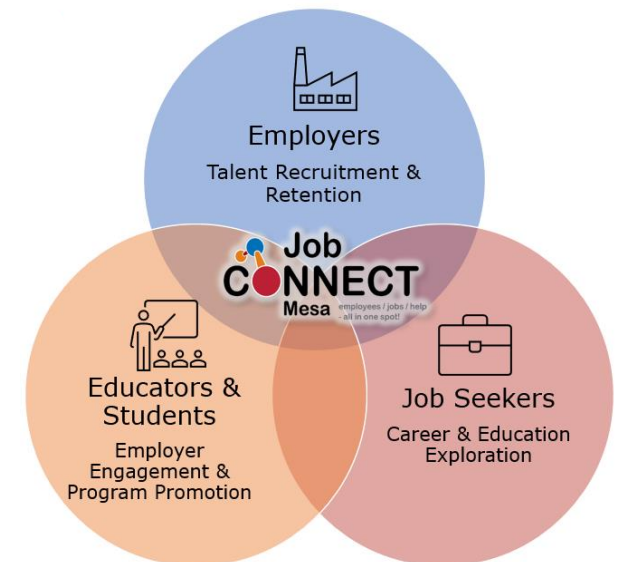 Employers
Talent Recruitment &
Retention
Job
CONNECT
Mesa
employees / jobs / help
- all in one spot!
Educators &
Students
Employer
Engagement &
Program Promotion
Job Seekers
Career & Education
Exploration